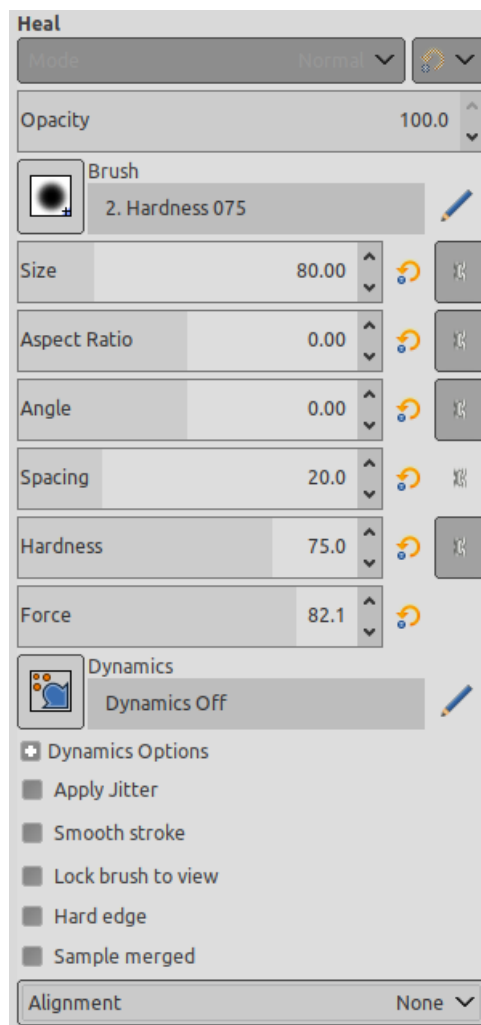 Heal
Mode Normal
Opacity 100.0
Brush
2. Hardness 075
Size 80.00
Aspect Ratio 0.00
Angle 0.00
Spacing 20.0
Hardness 75.0
Force 82.1
Dynamics
Dynamics Off
Dynamics Options
Apply Jitter
Smooth stroke
Lock brush to view
Hard edge
Sample merged
Alignment None